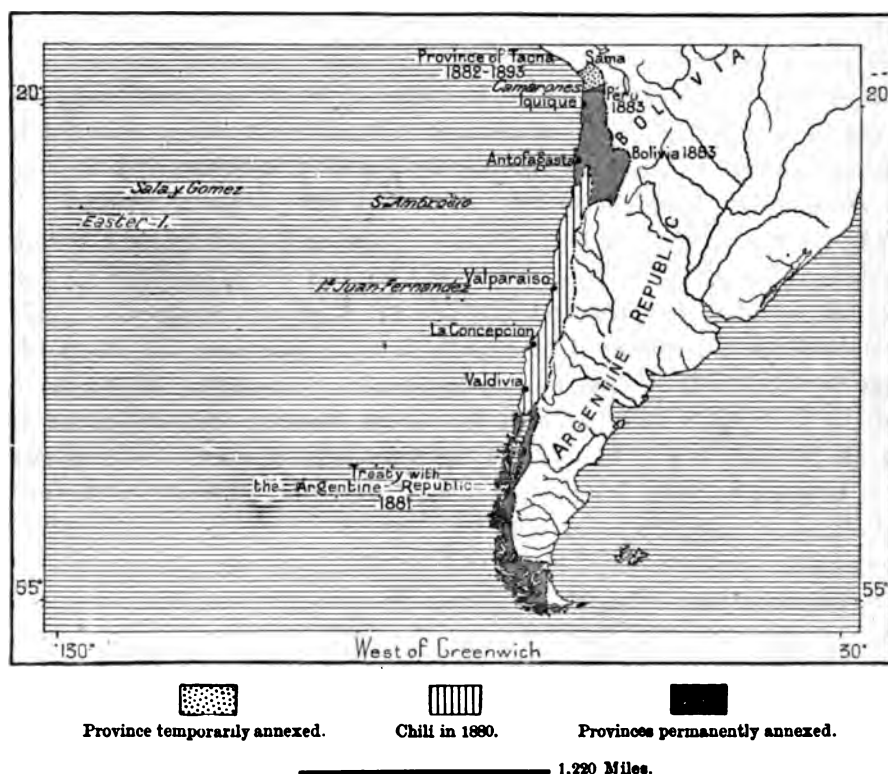 Province of Tacna
1882-1893
Sama
Camarones
Iquique
Peru
1883
BOLIVIA
20°
20°
Antofagasta
Bolivia 1883
Sala y Gomez
S. Ambrosio
Easter-I.
Iª Juan Fernandez
Valparaiso
La Concepcion
Valdivia
ARGENTINE REPUBLIC
Treaty with
the Argentine Republic
1881
55°
55°
130°
West of Greenwich
30°
Province temporarily annexed.
Chili in 1880.
Provinces permanently annexed.
1,220 Miles.